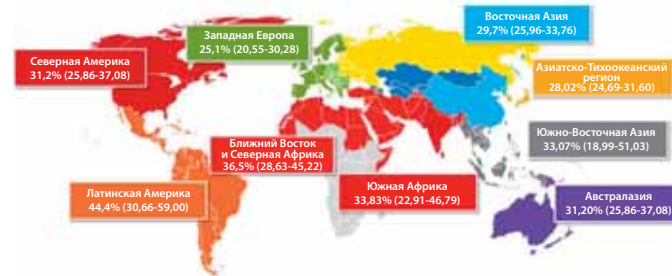 Восточная Азия
29,7% (25,96-33,76)
Западная Европа
25,1% (20,55-30,28)
Северная Америка
31,2% (25,86-37,08)
Азиатско-Тихоокеанский
регион
28,02% (24,69-31,60)
Южно-Восточная Азия
33,07% (18,99-51,03)
Ближний Восток
и Северная Африка
36,5% (28,63-45,22)
Южная Африка
33,83% (22,91-46,79)
Латинская Америка
44,4% (30,66-59,00)
Австралазия
31,20% (25,86-37,08)